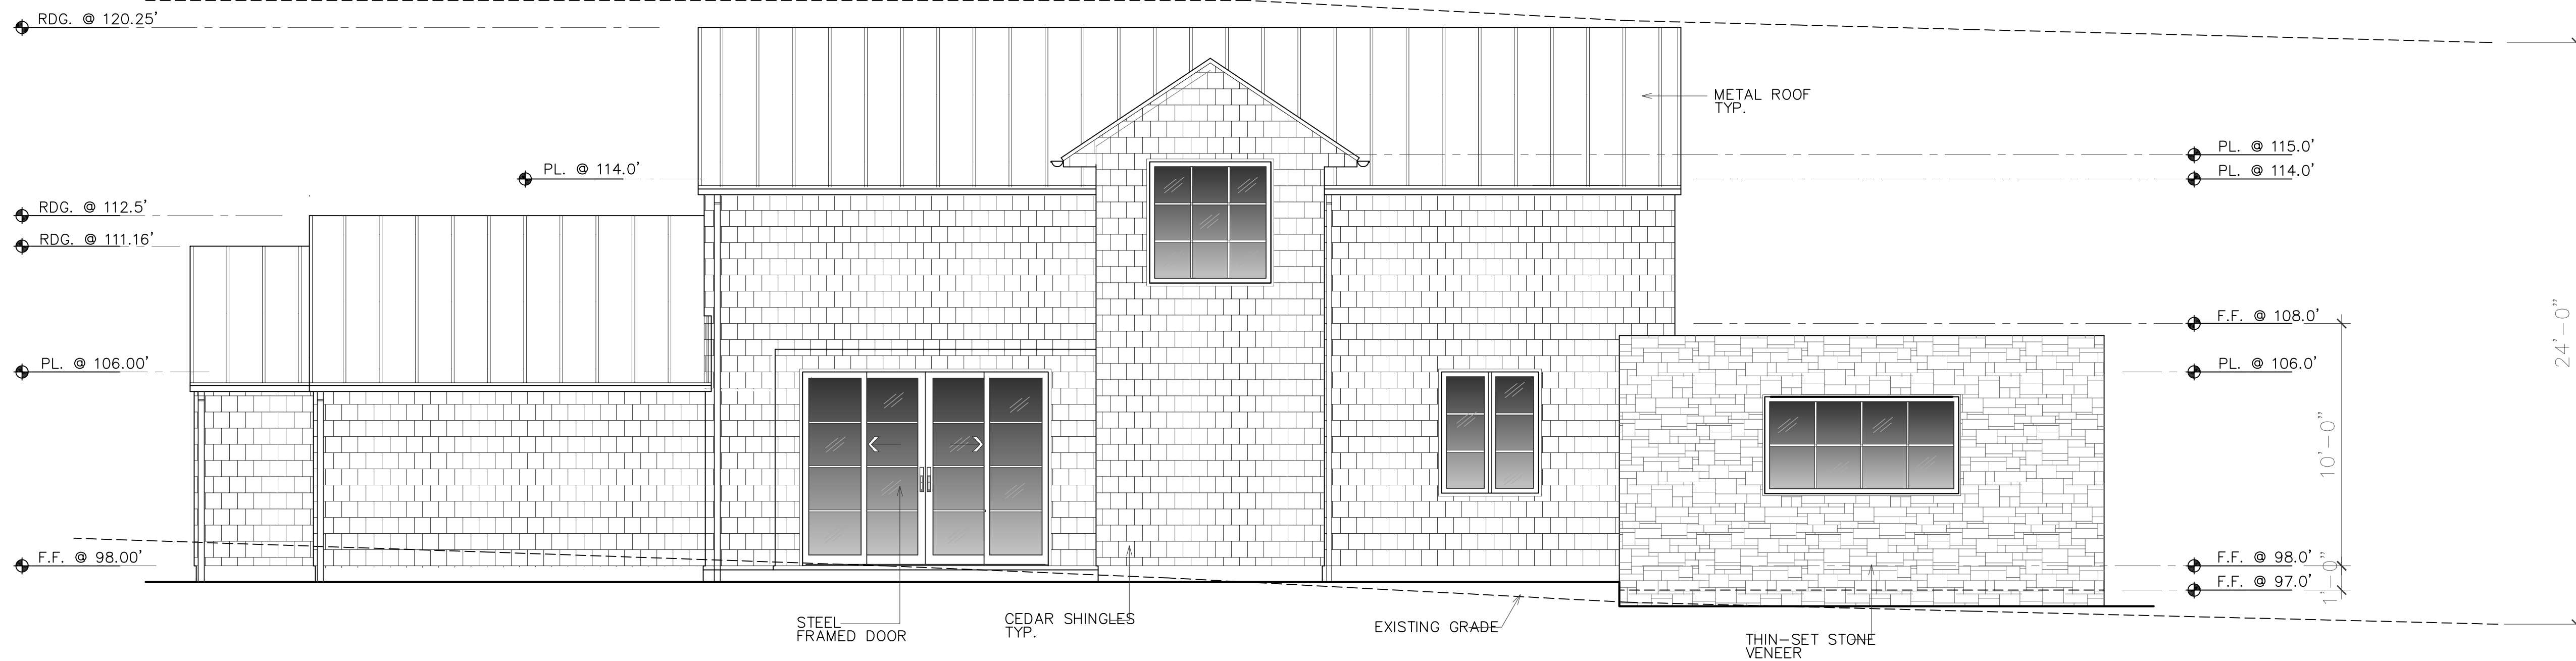 RDG. @ 120.25'
METAL ROOF
TYP.
PL. @ 115.0'
PL. @ 114.0'
PL. @ 114.0'
RDG. @ 112.5'
RDG. @ 111.16'
F.F. @ 108.0'
24'-0"
PL. @ 106.00'
PL. @ 106.0'
10'-0"
F.F. @ 98.00'
F.F. @ 98.0'
1'-0"
F.F. @ 97.0'
STEEL
FRAMED DOOR
CEDAR SHINGLES
TYP.
EXISTING GRADE
THIN-SET STONE
VENEER